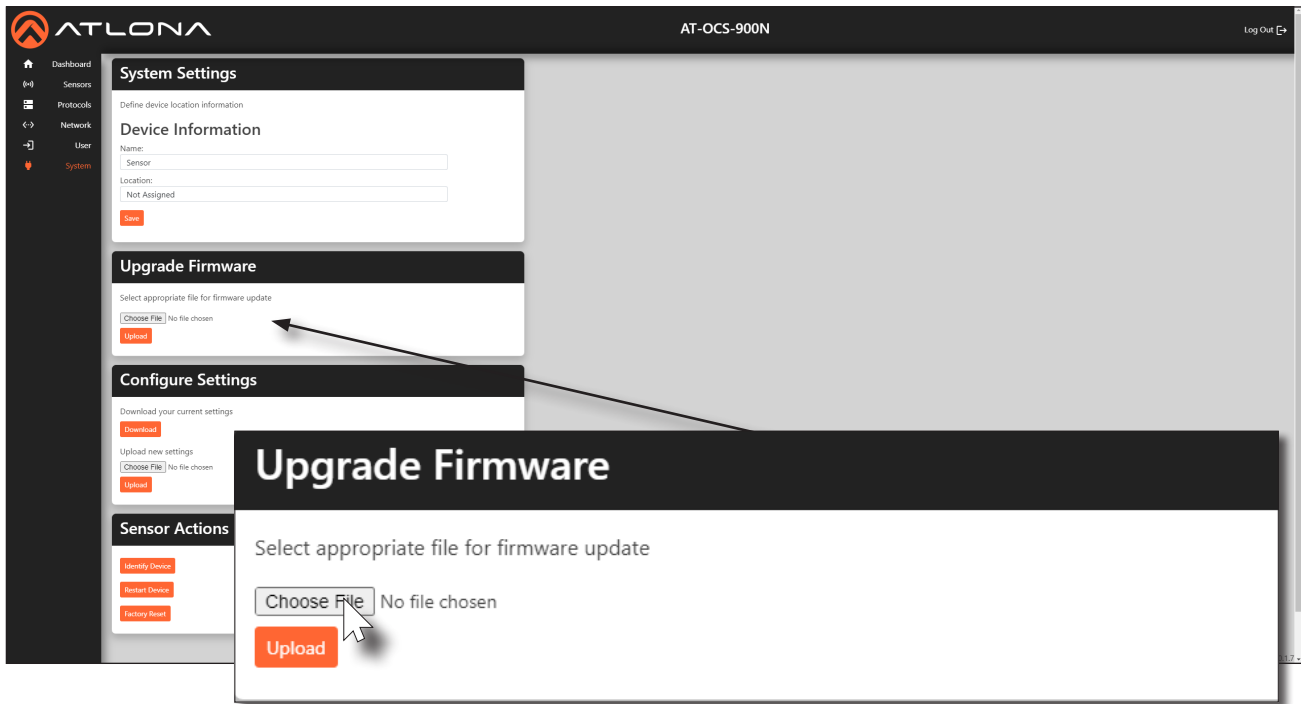 ATLONA
AT-OCS-900N
Log Out
Dashboard
Sensors
Protocols
Network
User
System
System Settings
Define device location information
Device Information
Name:
Sensor
Location:
Not Assigned
Save
Upgrade Firmware
Select appropriate file for firmware update
Choose File No file chosen
Upload
Configure Settings
Download your current settings
Download
Upload new settings
Choose File No file chosen
Upload
Sensor Actions
Identify Device
Restart Device
Factory Reset
Upgrade Firmware
Select appropriate file for firmware update
Choose File No file chosen
Upload